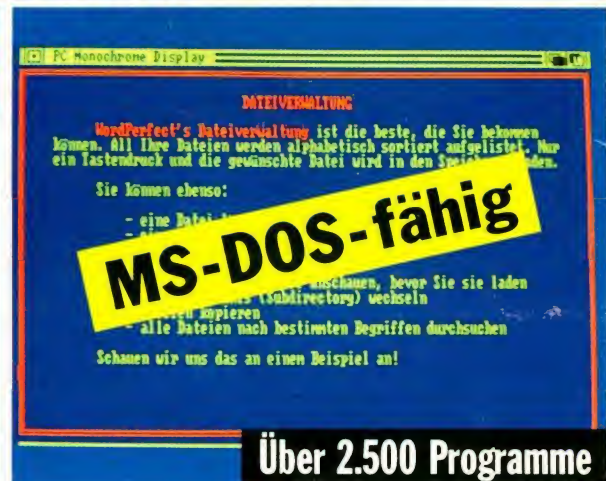 PC Monochrome Display
DATEIVERWALTUNG
WordPerfect's Dateiverwaltung ist die beste, die Sie bekommen
können. All Ihre Dateien werden alphabetisch sortiert aufgelistet. Nur
ein Tastendruck und die gewünschte Datei wird in den
Sie können ebenso:
- eine Datei
MS-DOS-fähig
anschauen, bevor Sie sie laden
(Subdirectory) wechseln
kopieren
- alle Dateien nach bestimmten Begriffen durchsuchen
Schauen wir uns das an einem Beispiel an!
Über 2.500 Programme